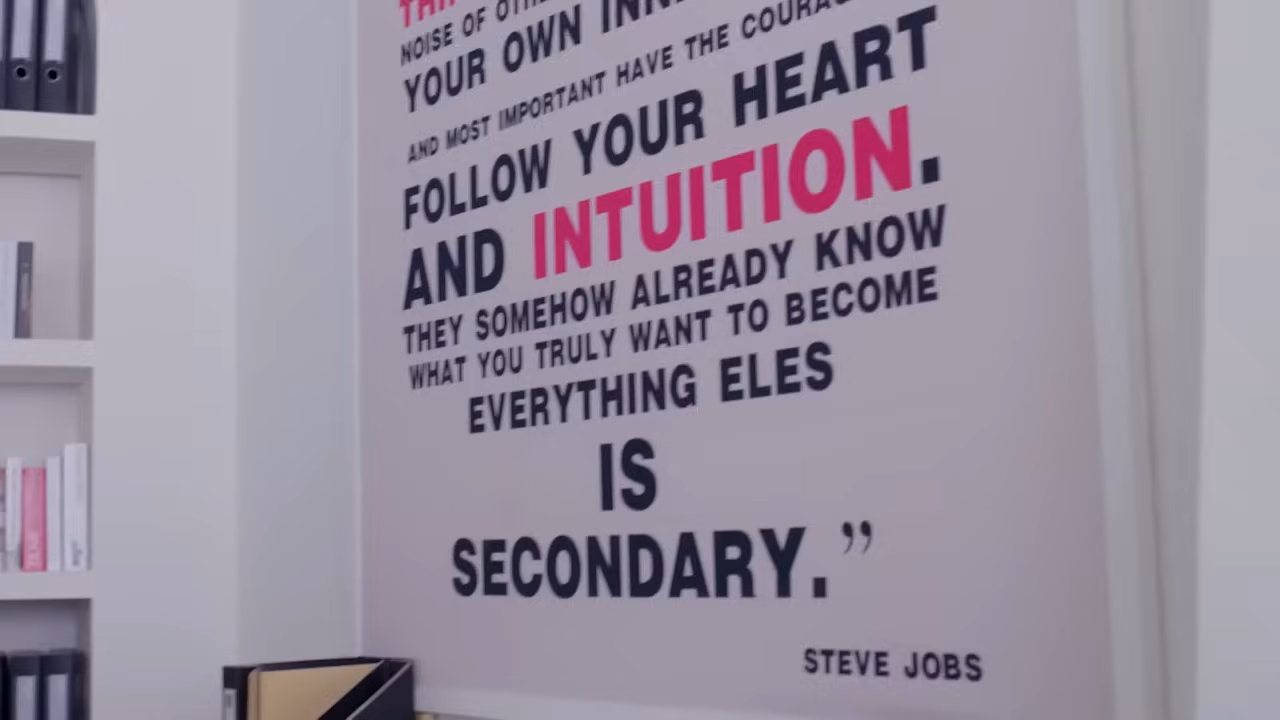 NOISE OF
YOUR OWN
AND MOST IMPORTANT HAVE THE
FOLLOW YOUR HEART
AND INTUITION.
THEY SOMEHOW ALREADY KNOW
WHAT YOU TRULY WANT TO BECOME
EVERYTHING ELES
IS
SECONDARY.”
STEVE JOBS